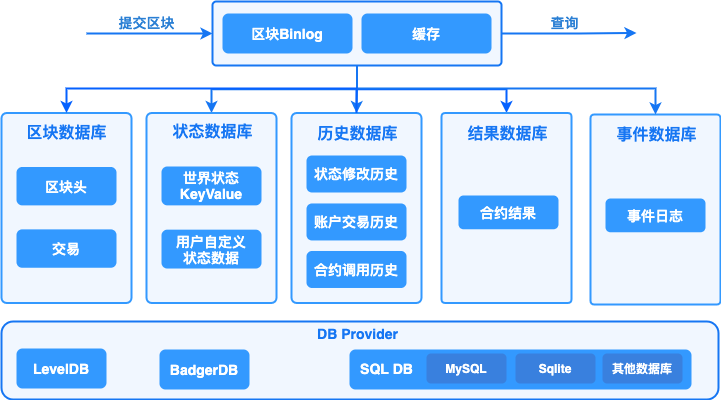 提交区块
区块Binlog
缓存
查询
区块数据库
状态数据库
历史数据库
结果数据库
事件数据库
区块头
交易
世界状态
KeyValue
用户自定义
状态数据
状态修改历史
账户交易历史
合约调用历史
合约结果
事件日志
DB Provider
LevelDB
BadgerDB
SQL DB
MySQL
Sqlite
其他数据库